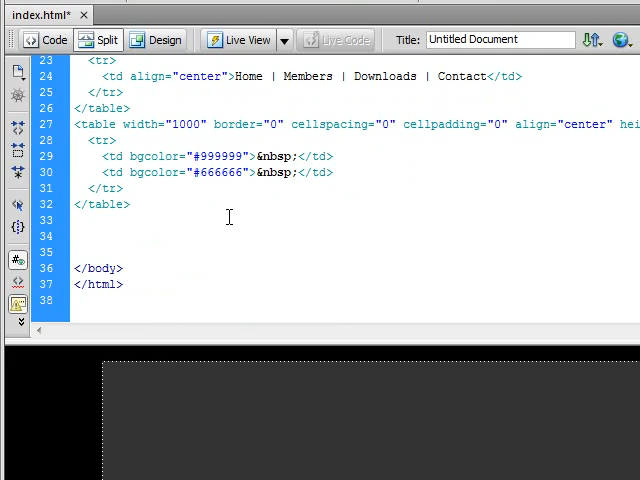 index.html* ×
Code Split Design Live View Live Code Title: Untitled Document
23 <tr>
24 <td align="center">Home | Members | Downloads | Contact</td>
25 </tr>
26 </table>
27 <table width="1000" border="0" cellspacing="0" cellpadding="0" align="center" hei
28 <tr>
29 <td bgcolor="#999999">&nbsp;</td>
30 <td bgcolor="#666666">&nbsp;</td>
31 </tr>
32 </table>
33
34
35
36 </body>
37 </html>
38